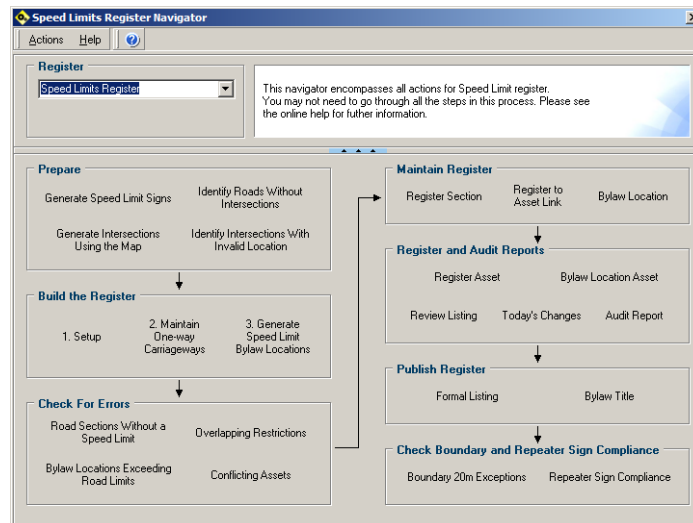 Speed Limits Register Navigator
Actions Help
Register
Speed Limits Register
This navigator encompasses all actions for Speed Limit register.
You may not need to go through all the steps in this process. Please see
the online help for futher information.
Prepare
Generate Speed Limit Signs
Identify Roads Without
Intersections
Generate Intersections
Using the Map
Identify Intersections With
Invalid Location
Build the Register
1. Setup
2. Maintain
One-way
Carriageways
3. Generate
Speed Limit
Bylaw Locations
Check For Errors
Road Sections Without a
Speed Limit
Overlapping Restrictions
Bylaw Locations Exceeding
Road Limits
Conflicting Assets
Maintain Register
Register Section
Register to
Asset Link
Bylaw Location
Register and Audit Reports
Register Asset
Bylaw Location Asset
Review Listing
Today's Changes
Audit Report
Publish Register
Formal Listing
Bylaw Title
Check Boundary and Repeater Sign Compliance
Boundary 20m Exceptions
Repeater Sign Compliance